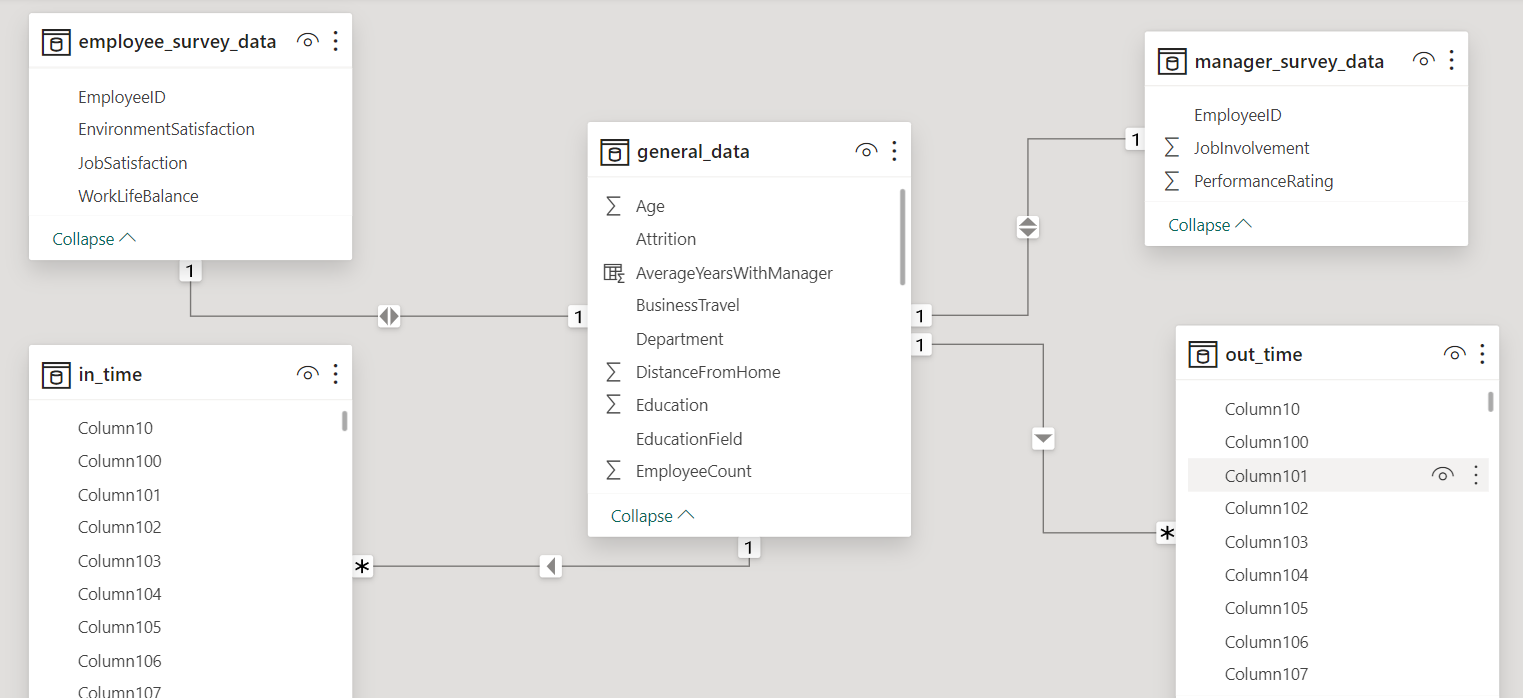 employee_survey_data
EmployeeID
EnvironmentSatisfaction
JobSatisfaction
WorkLifeBalance
Collapse
1
1
in_time
Column10
Column100
Column101
Column102
Column103
Column104
Column105
Column106
Column107
*
general_data
Age
Attrition
AverageYearsWithManager
BusinessTravel
Department
DistanceFromHome
Education
EducationField
EmployeeCount
Collapse
1
1
1
manager_survey_data
EmployeeID
JobInvolvement
PerformanceRating
Collapse
1
out_time
Column10
Column100
Column101
Column102
Column103
Column104
Column105
Column106
Column107
*